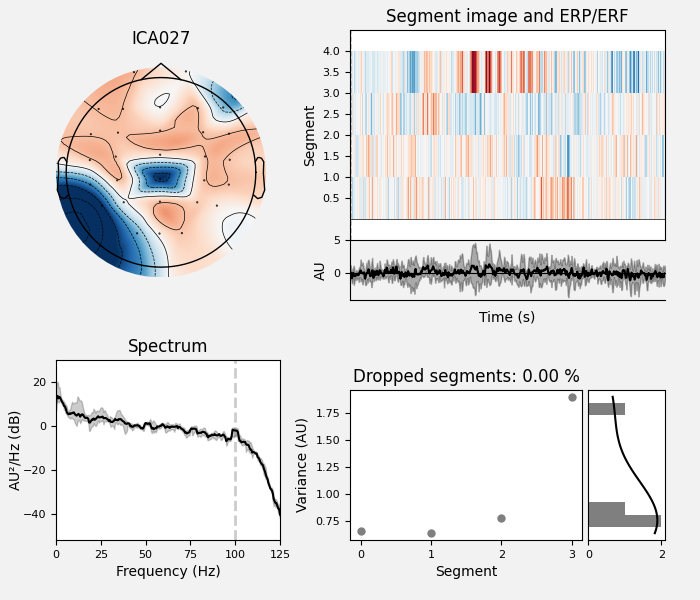 ICA027
Segment image and ERP/ERF
Segment
4.0
3.5
3.0
2.5
2.0
1.5
1.0
0.5
AU
5
0
Time (s)
Spectrum
AU²/Hz (dB)
20
0
−20
−40
0 25 50 75 100 125
Frequency (Hz)
Dropped segments: 0.00 %
Variance (AU)
1.75
1.50
1.25
1.00
0.75
0 1 2 3
Segment
0 2